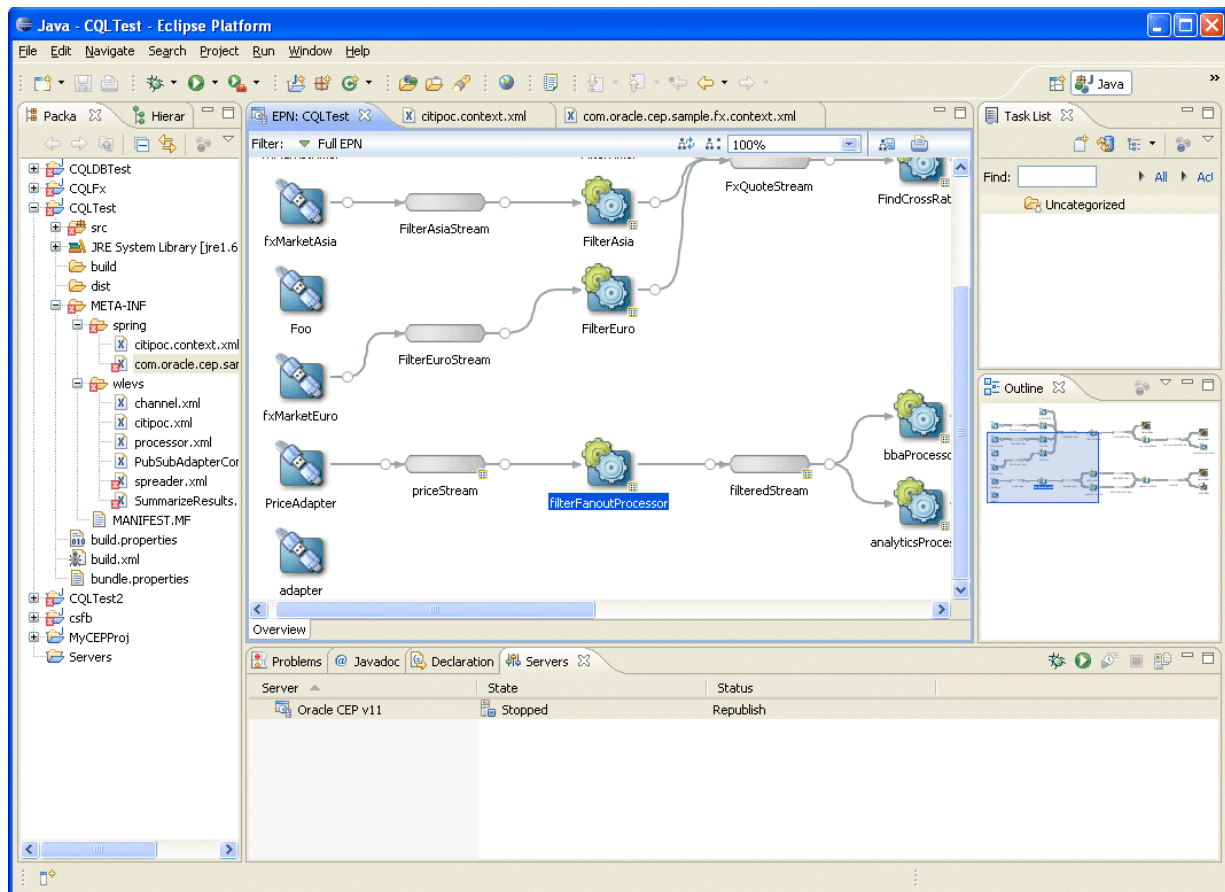 Java - CQLTest - Eclipse Platform
File Edit Navigate Search Project Run Window Help
Java
Packa
Hierar
CQLDBTest
CQLFx
CQLTest
src
JRE System Library [jre1.6
build
dist
META-INF
spring
citipoc.context.xml
com.oracle.cep.sar
wlevs
channel.xml
citipoc.xml
processor.xml
PubSubAdapterCor
spreader.xml
SummarizeResults.
MANIFEST.MF
build.properties
build.xml
bundle.properties
CQLTest2
csfb
MyCEPProj
Servers
EPN: CQLTest
citipoc.context.xml
com.oracle.cep.sample.fx.context.xml
Filter: Full EPN
100%
FxQuoteStream
FindCrossRat
fxMarketAsia
FilterAsiaStream
FilterAsia
Foo
FilterEuro
FilterEuroStream
fxMarketEuro
bbaProcesso
PriceAdapter
priceStream
filterFanoutProcessor
filteredStream
analyticsProces
adapter
Overview
Task List
Find: All Acl
Uncategorized
Outline
Problems Javadoc Declaration Servers
Server State Status
Oracle CEP v11 Stopped Republish